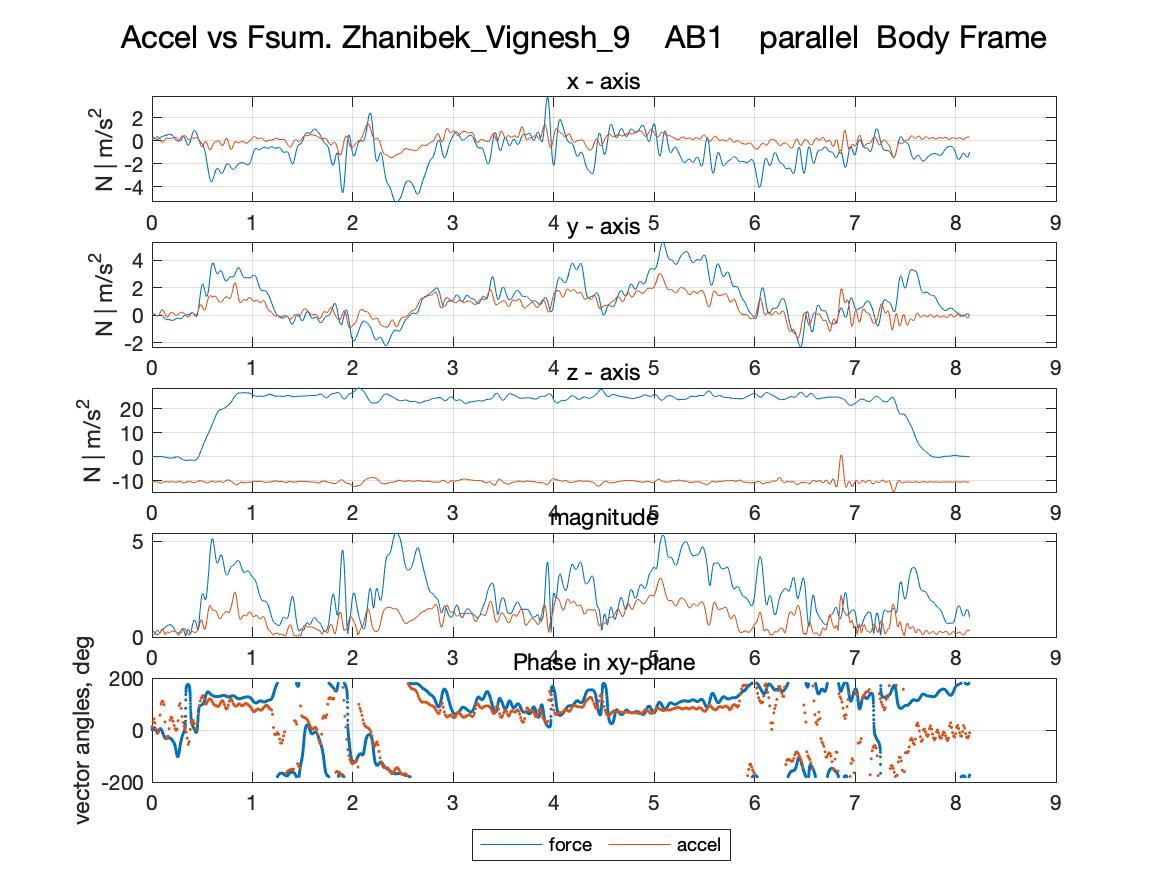 Accel vs Fsum. Zhanibek_Vignesh_9    AB1    parallel  Body Frame
x - axis
N | m/s2
2
0
-2
-4
0 1 2 3 4 5 6 7 8 9
y - axis
N | m/s2
4
2
0
-2
0 1 2 3 4 5 6 7 8 9
z - axis
N | m/s2
20
10
0
-10
0 1 2 3 4 5 6 7 8 9
magnitude
5
0
0 1 2 3 4 5 6 7 8 9
Phase in xy-plane
vector angles, deg
200
0
-200
0 1 2 3 4 5 6 7 8 9
force accel